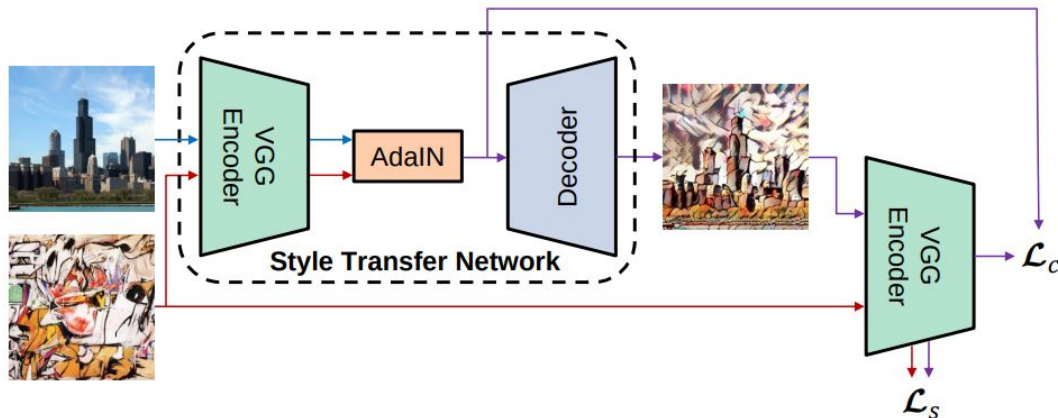 VGG
Encoder
AdaIN
Decoder
Style Transfer Network
VGG
Encoder
ℒc
ℒs